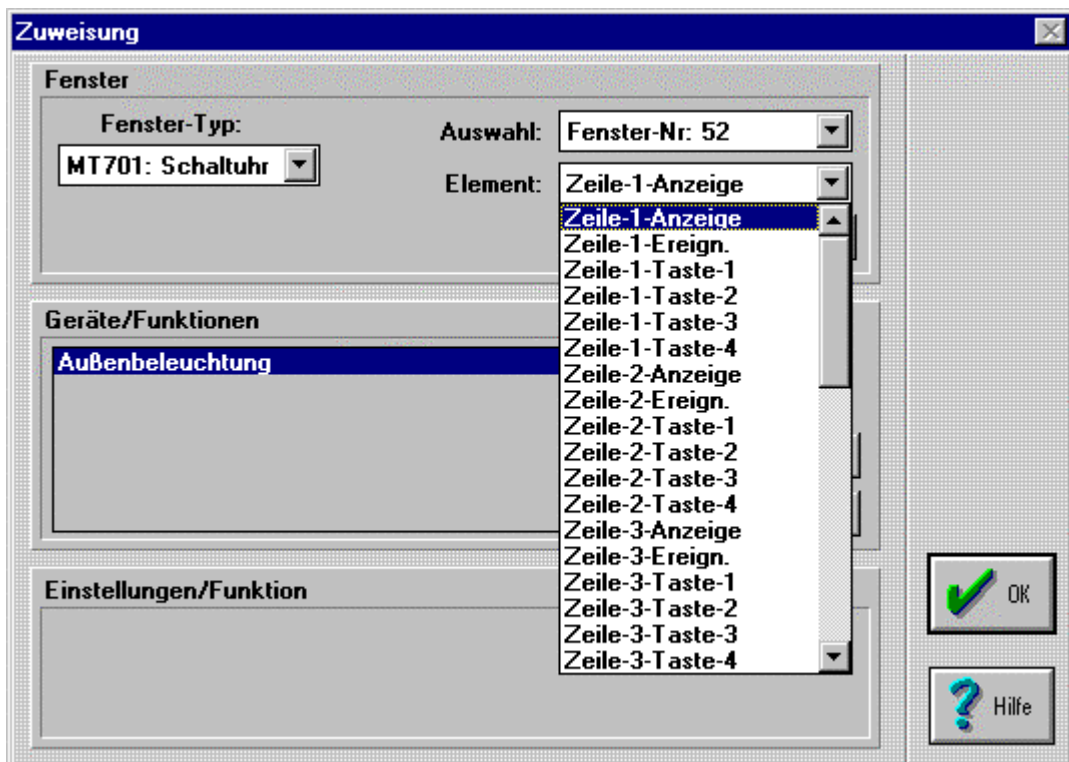 Zuweisung
Fenster
Fenster-Typ:
MT701: Schaltuhr
Auswahl:
Fenster-Nr: 52
Element:
Zeile-1-Anzeige
Zeile-1-Anzeige
Zeile-1-Ereign.
Zeile-1-Taste-1
Zeile-1-Taste-2
Zeile-1-Taste-3
Zeile-1-Taste-4
Zeile-2-Anzeige
Zeile-2-Ereign.
Zeile-2-Taste-1
Zeile-2-Taste-2
Zeile-2-Taste-3
Zeile-2-Taste-4
Zeile-3-Anzeige
Zeile-3-Ereign.
Zeile-3-Taste-1
Zeile-3-Taste-2
Zeile-3-Taste-3
Zeile-3-Taste-4
Geräte/Funktionen
Außenbeleuchtung
Einstellungen/Funktion
OK
Hilfe